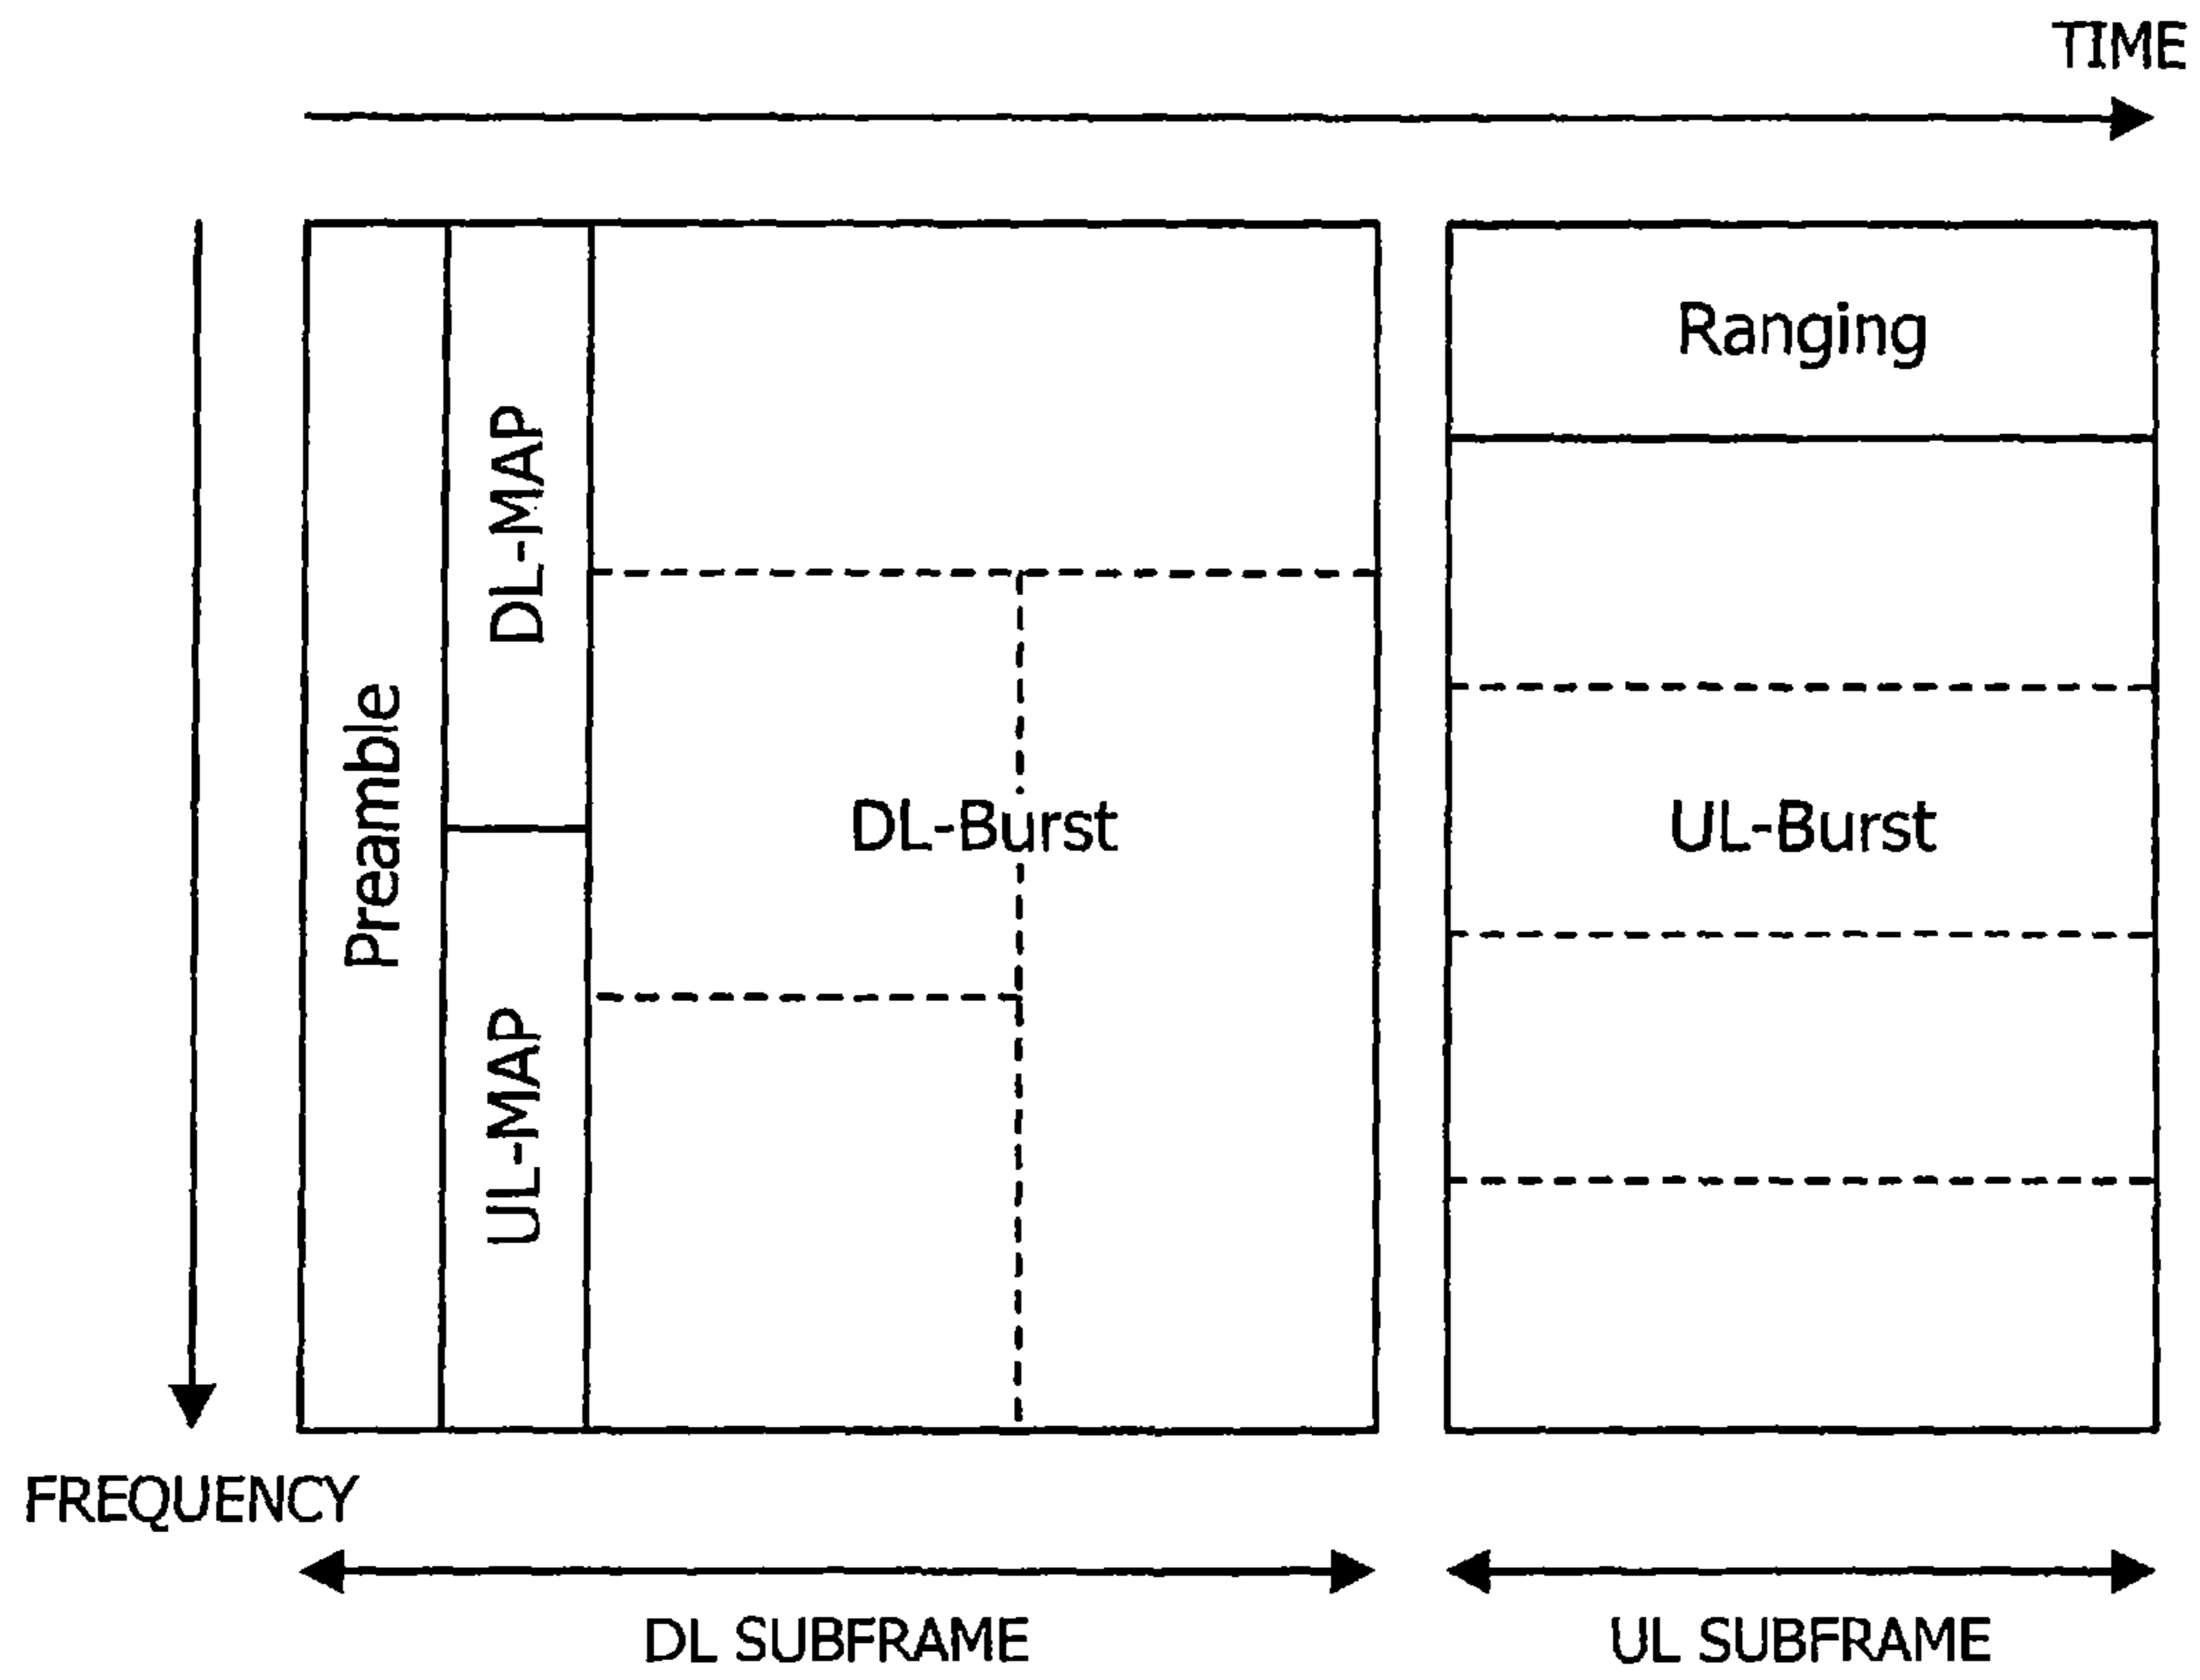 TIME
Ranging
DL-MAP
Preamble
DL-Burst
UL-Burst
UL-MAP
FREQUENCY
DL SUBFRAME
UL SUBFRAME